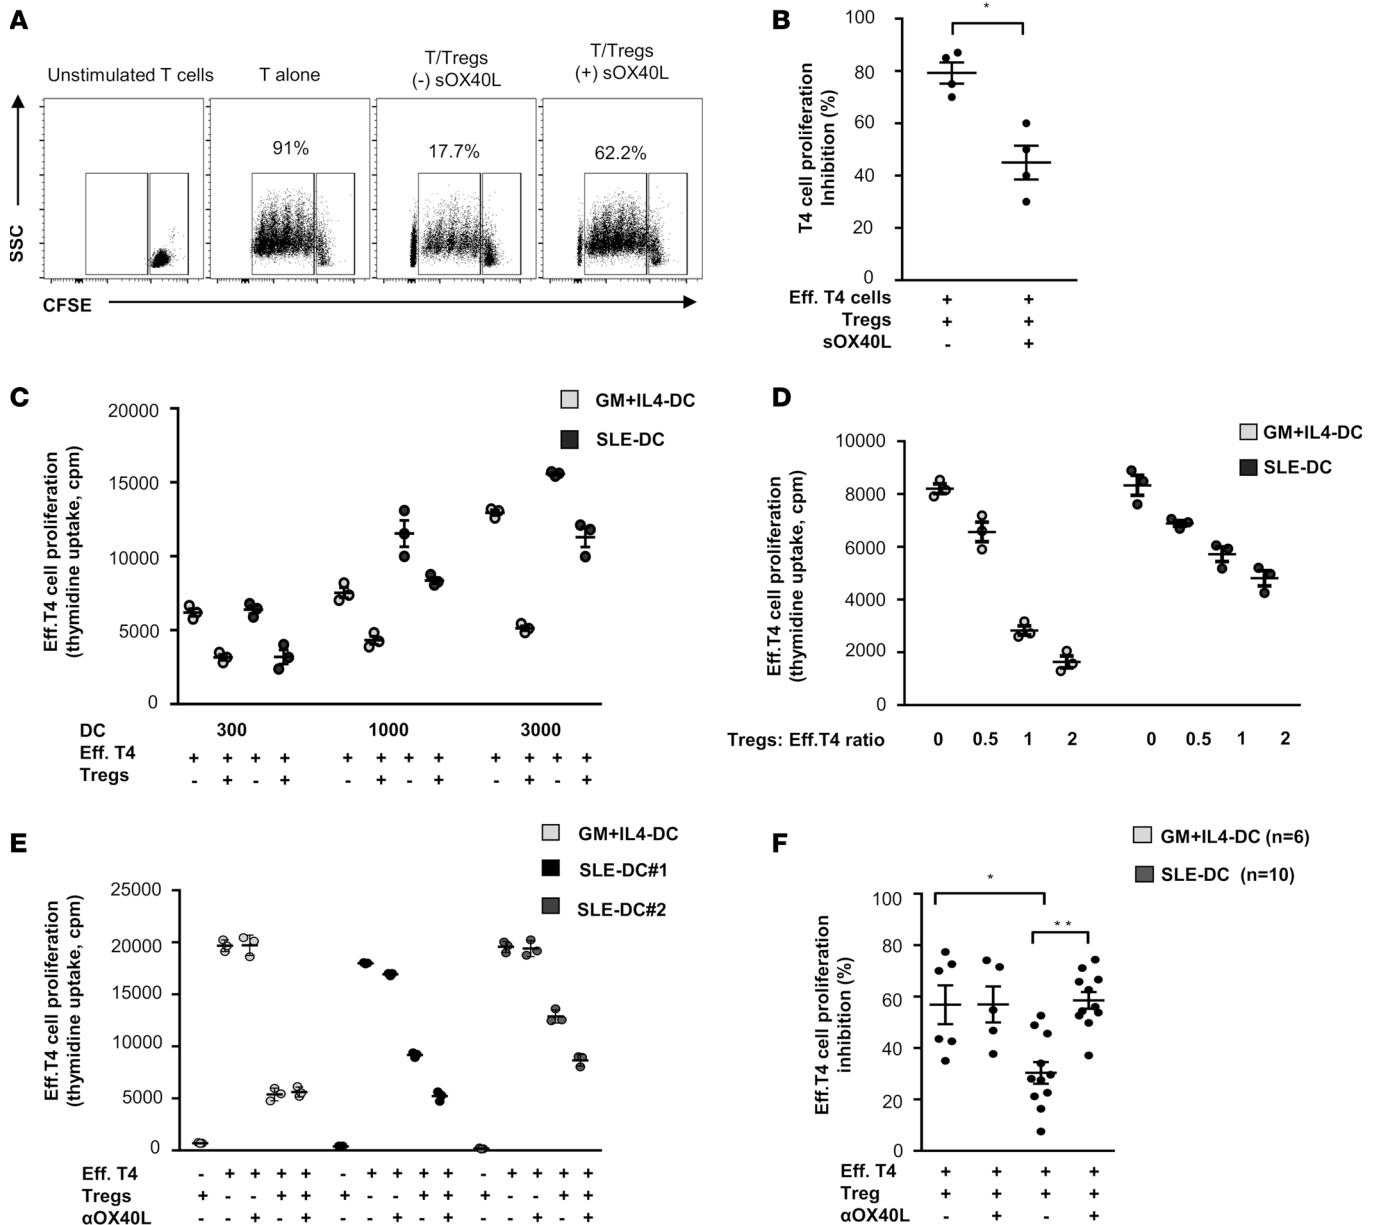 A
Unstimulated T cells
T alone
T/Tregs
(-) sOX40L
T/Tregs
(+) sOX40L
91%
17.7%
62.2%
SSC
CFSE
B
*
T4 cell proliferation
Inhibition (%)
100
80
60
40
20
0
Eff. T4 cells + +
Tregs + +
sOX40L - +
C
GM+IL4-DC
SLE-DC
Eff.T4 cell proliferation
(thymidine uptake, cpm)
20000
15000
10000
5000
0
DC 300 1000 3000
Eff. T4 + + + + + + + + + + + +
Tregs - + - + - + - + - + - +
D
GM+IL4-DC
SLE-DC
Eff.T4 cell proliferation
(thymidine uptake, cpm)
10000
8000
6000
4000
2000
0
Tregs: Eff.T4 ratio 0 0.5 1 2 0 0.5 1 2
E
GM+IL4-DC
SLE-DC#1
SLE-DC#2
Eff.T4 cell proliferation
(thymidine uptake, cpm)
25000
20000
15000
10000
5000
0
Eff. T4 - + + + + - + + + + - + + + +
Tregs + - - + + + - - + + + - - + +
αOX40L - - + - + - - + - + - - + - +
F
GM+IL4-DC (n=6)
SLE-DC (n=10)
*
* *
Eff.T4 cell proliferation
inhibition (%)
100
80
60
40
20
0
Eff. T4 + + + +
Treg + + + +
αOX40L - + - +